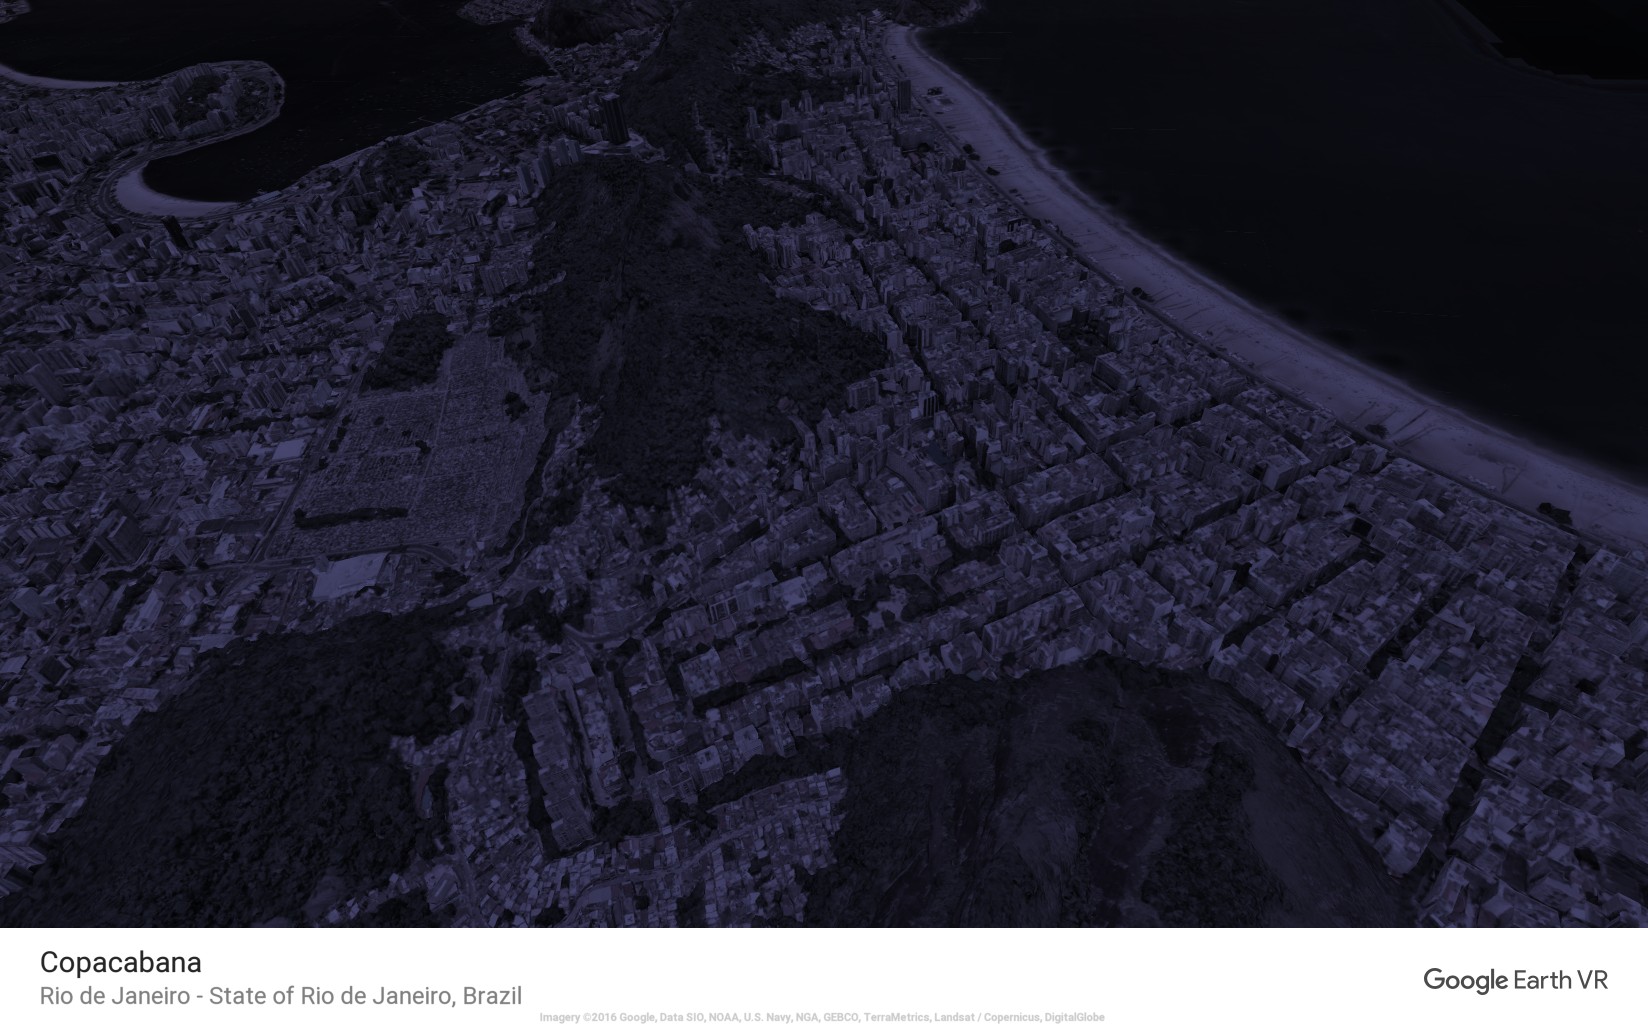 Copacabana
Rio de Janeiro - State of Rio de Janeiro, Brazil
Google Earth VR
Imagery ©2016 Google, Data SIO, NOAA, U.S. Navy, NGA, GEBCO, TerraMetrics, Landsat / Copernicus, DigitalGlobe